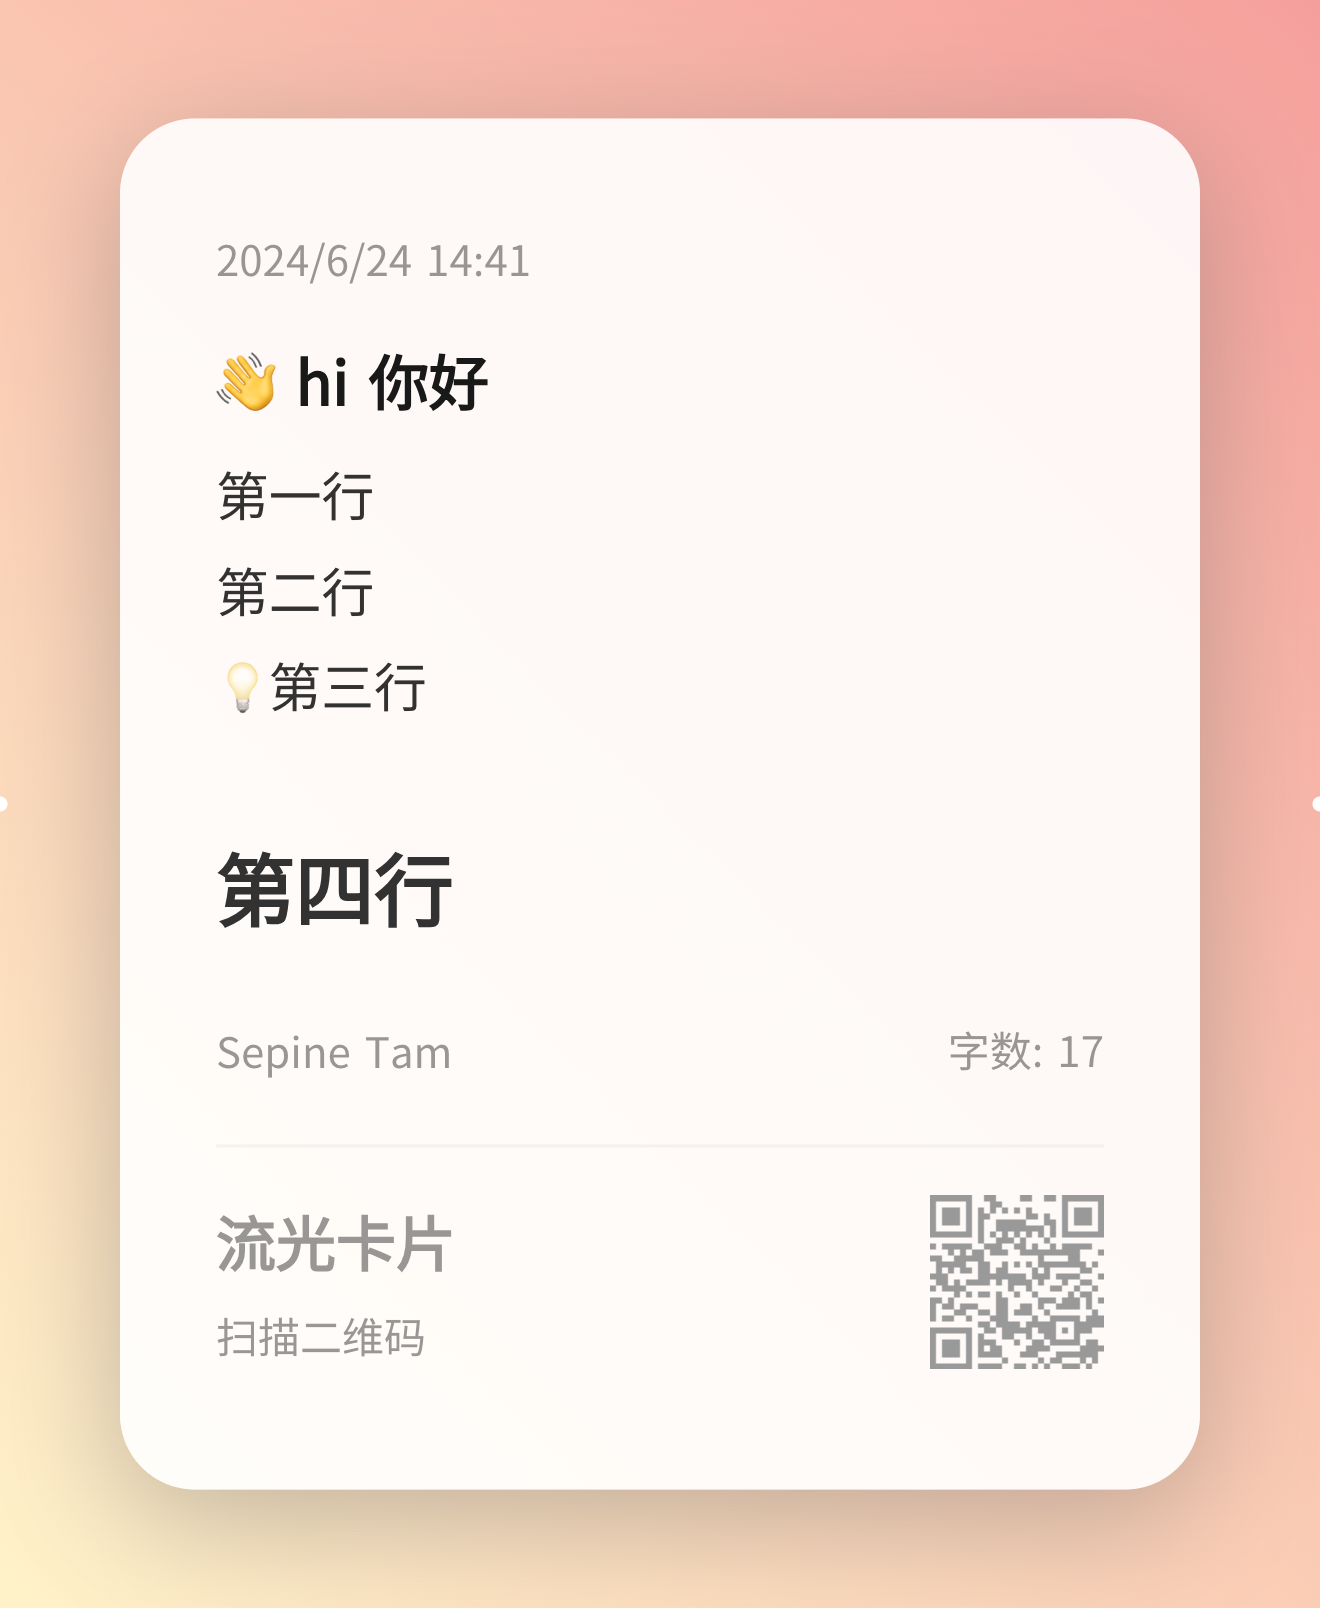 2024/6/24 14:41
👋 hi 你好
第一行
第二行
💡第三行
第四行
Sepine Tam
字数: 17
流光卡片
扫描二维码